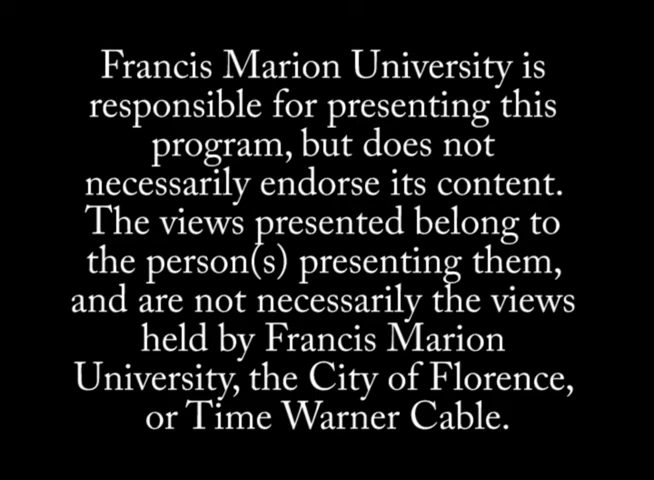 Francis Marion University is
responsible for presenting this
program, but does not
necessarily endorse its content.
The views presented belong to
the person(s) presenting them,
and are not necessarily the views
held by Francis Marion
University, the City of Florence,
or Time Warner Cable.